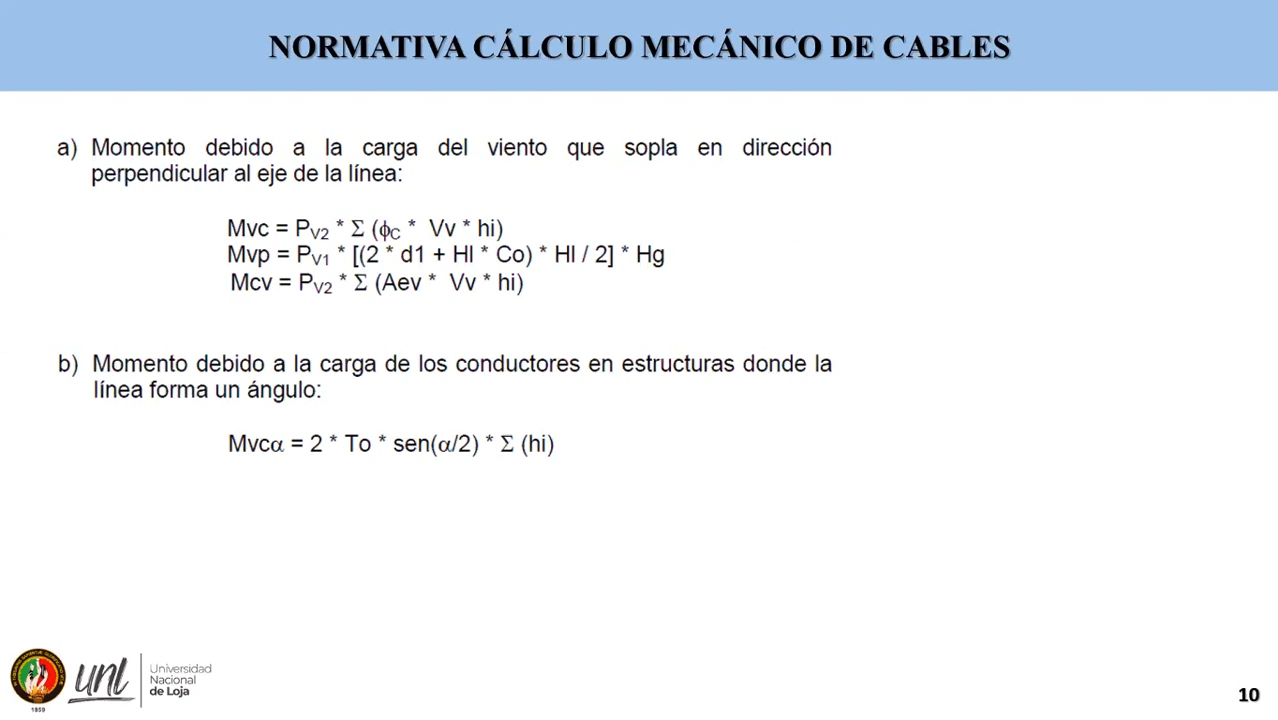 NORMATIVA CÁLCULO MECÁNICO DE CABLES
a) Momento debido a la carga del viento que sopla en dirección
perpendicular al eje de la línea:
Mvc = PV2 * Σ (ϕC * Vv * hi)
Mvp = PV1 * [(2 * d1 + Hl * Co) * Hl / 2] * Hg
Mcv = PV2 * Σ (Aev * Vv * hi)
b) Momento debido a la carga de los conductores en estructuras donde la
línea forma un ángulo:
Mvcα = 2 * To * sen(α/2) * Σ (hi)
1859
unl
Universidad
Nacional
de Loja
10